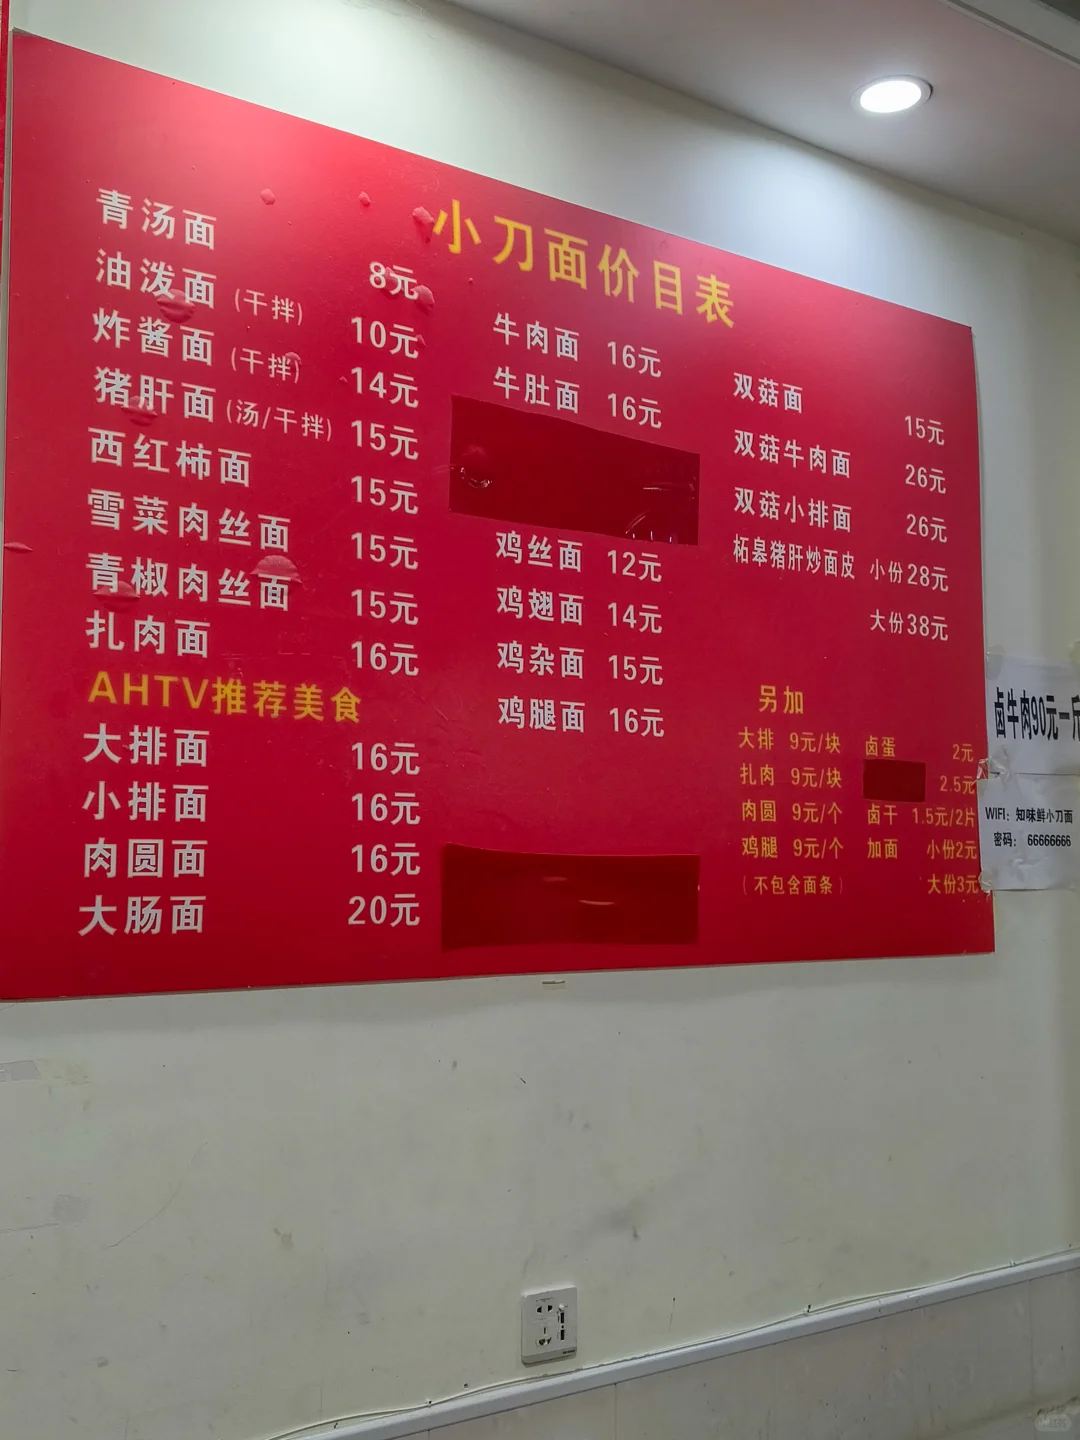 小刀面价目表
青汤面 8元
油泼面(干拌) 10元
炸酱面(干拌) 14元
猪肝面(汤/干拌) 15元
西红柿面 15元
雪菜肉丝面 15元
青椒肉丝面 15元
扎肉面 16元
AHTV推荐美食
大排面 16元
小排面 16元
肉圆面 16元
大肠面 20元
牛肉面 16元
牛肚面 16元
鸡丝面 12元
鸡翅面 14元
鸡杂面 15元
鸡腿面 16元
双菇面 15元
双菇牛肉面 26元
双菇小排面 26元
柘皋猪肝炒面皮 小份28元
大份38元
另加
大排 9元/块 卤蛋 2元
扎肉 9元/块 2.5元
肉圆 9元/个 卤干 1.5元/2片
鸡腿 9元/个 加面 小份2元
(不包含面条) 大份3元
卤牛肉90元一斤
WIFI：知味鲜小刀面
密码：66666666